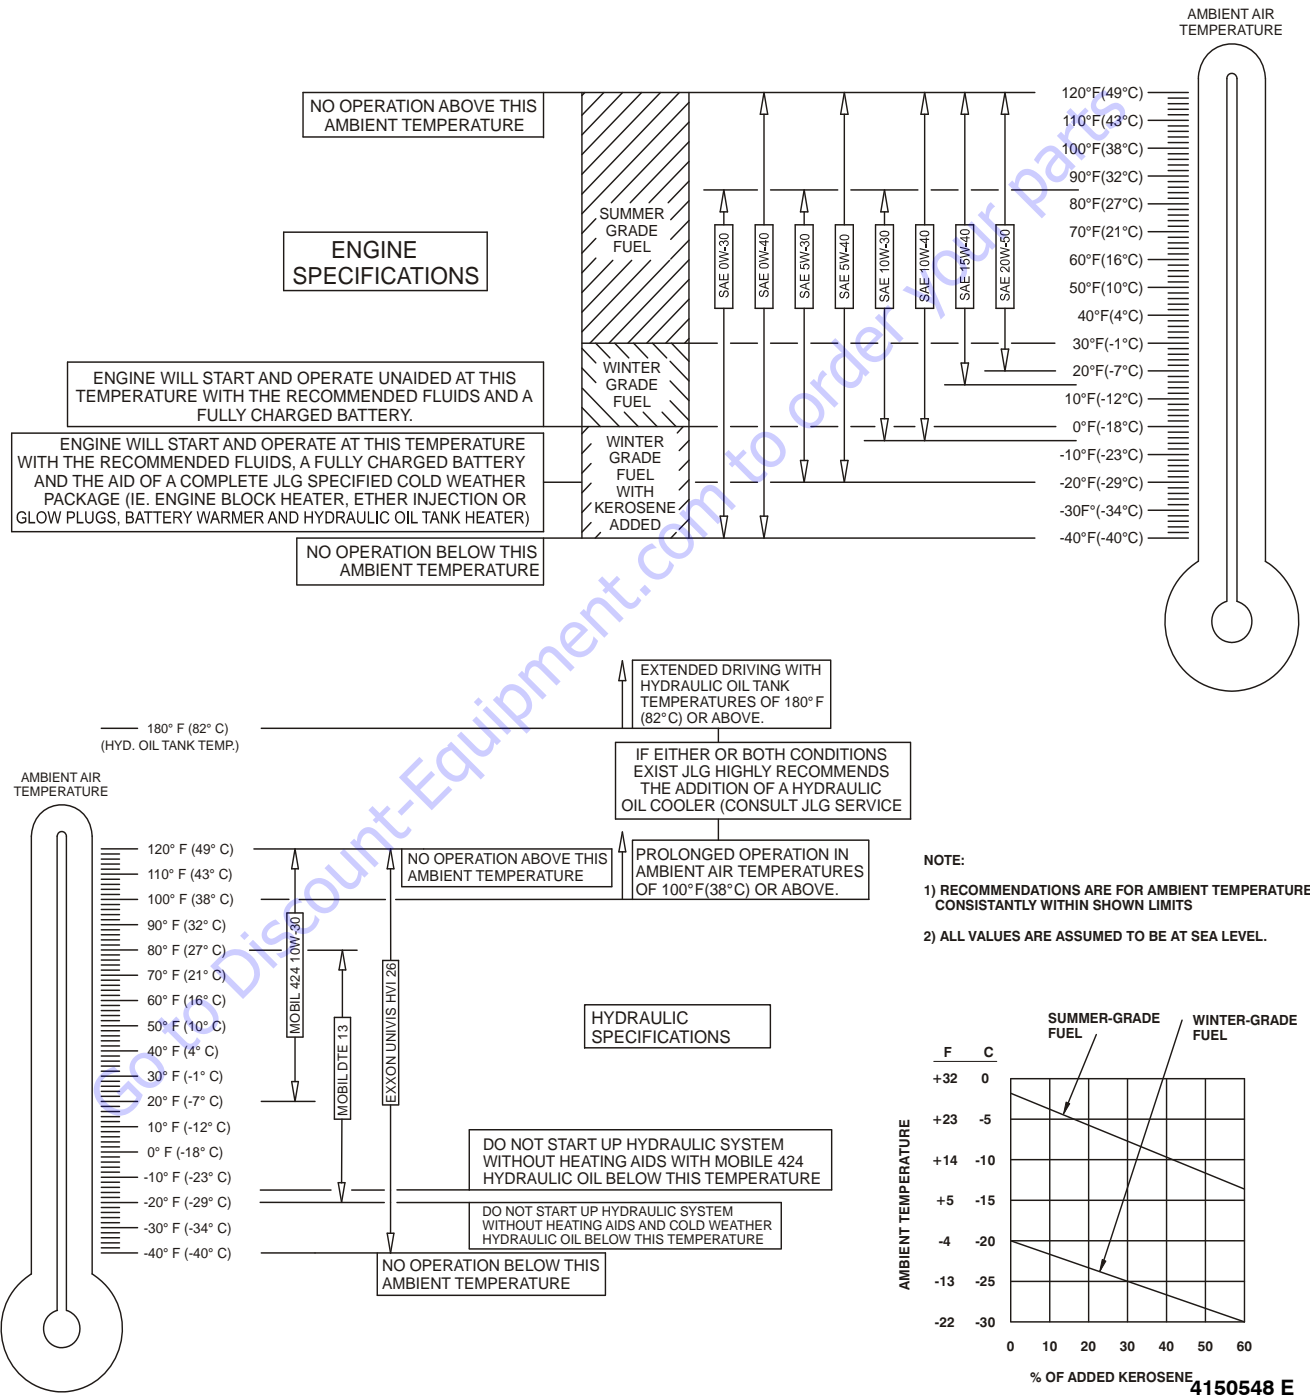 AMBIENT AIR
TEMPERATURE
NO OPERATION ABOVE THIS
AMBIENT TEMPERATURE
ENGINE
SPECIFICATIONS
ENGINE WILL START AND OPERATE UNAIDED AT THIS
TEMPERATURE WITH THE RECOMMENDED FLUIDS AND A
FULLY CHARGED BATTERY.
ENGINE WILL START AND OPERATE AT THIS TEMPERATURE
WITH THE RECOMMENDED FLUIDS, A FULLY CHARGED BATTERY
AND THE AID OF A COMPLETE JLG SPECIFIED COLD WEATHER
PACKAGE (IE. ENGINE BLOCK HEATER, ETHER INJECTION OR
GLOW PLUGS, BATTERY WARMER AND HYDRAULIC OIL TANK HEATER)
NO OPERATION BELOW THIS
AMBIENT TEMPERATURE
SUMMER
GRADE
FUEL
WINTER
GRADE
FUEL
WINTER
GRADE
FUEL
WITH
KEROSENE
ADDED
SAE 0W-30
SAE 0W-40
SAE 5W-30
SAE 5W-40
SAE 10W-30
SAE 10W-40
SAE 15W-40
SAE 20W-50
120°F(49°C)
110°F(43°C)
100°F(38°C)
90°F(32°C)
80°F(27°C)
70°F(21°C)
60°F(16°C)
50°F(10°C)
40°F(4°C)
30°F(-1°C)
20°F(-7°C)
10°F(-12°C)
0°F(-18°C)
-10°F(-23°C)
-20°F(-29°C)
-30F°(-34°C)
-40°F(-40°C)
Go to Discount-Equipment.com to order your parts
EXTENDED DRIVING WITH
HYDRAULIC OIL TANK
TEMPERATURES OF 180°F
(82°C) OR ABOVE.
180° F (82° C)
(HYD. OIL TANK TEMP.)
IF EITHER OR BOTH CONDITIONS
EXIST JLG HIGHLY RECOMMENDS
THE ADDITION OF A HYDRAULIC
OIL COOLER (CONSULT JLG SERVICE
AMBIENT AIR
TEMPERATURE
120° F (49° C)
110° F (43° C)
100° F (38° C)
90° F (32° C)
80° F (27° C)
70° F (21° C)
60° F (16° C)
50° F (10° C)
40° F (4° C)
30° F (-1° C)
20° F (-7° C)
10° F (-12° C)
0° F (-18° C)
-10° F (-23° C)
-20° F (-29° C)
-30° F (-34° C)
-40° F (-40° C)
MOBIL 424 10W-30
MOBIL DTE 13
EXXON UNIVIS HVI 26
NO OPERATION ABOVE THIS
AMBIENT TEMPERATURE
PROLONGED OPERATION IN
AMBIENT AIR TEMPERATURES
OF 100°F(38°C) OR ABOVE.
HYDRAULIC
SPECIFICATIONS
DO NOT START UP HYDRAULIC SYSTEM
WITHOUT HEATING AIDS WITH MOBILE 424
HYDRAULIC OIL BELOW THIS TEMPERATURE
DO NOT START UP HYDRAULIC SYSTEM
WITHOUT HEATING AIDS AND COLD WEATHER
HYDRAULIC OIL BELOW THIS TEMPERATURE
NO OPERATION BELOW THIS
AMBIENT TEMPERATURE
NOTE:
1) RECOMMENDATIONS ARE FOR AMBIENT TEMPERATURE
CONSISTANTLY WITHIN SHOWN LIMITS
2) ALL VALUES ARE ASSUMED TO BE AT SEA LEVEL.
SUMMER-GRADE
FUEL
WINTER-GRADE
FUEL
F C
+32 0
+23 -5
+14 -10
+5 -15
-4 -20
-13 -25
-22 -30
AMBIENT TEMPERATURE
0 10 20 30 40 50 60
% OF ADDED KEROSENE
4150548 E